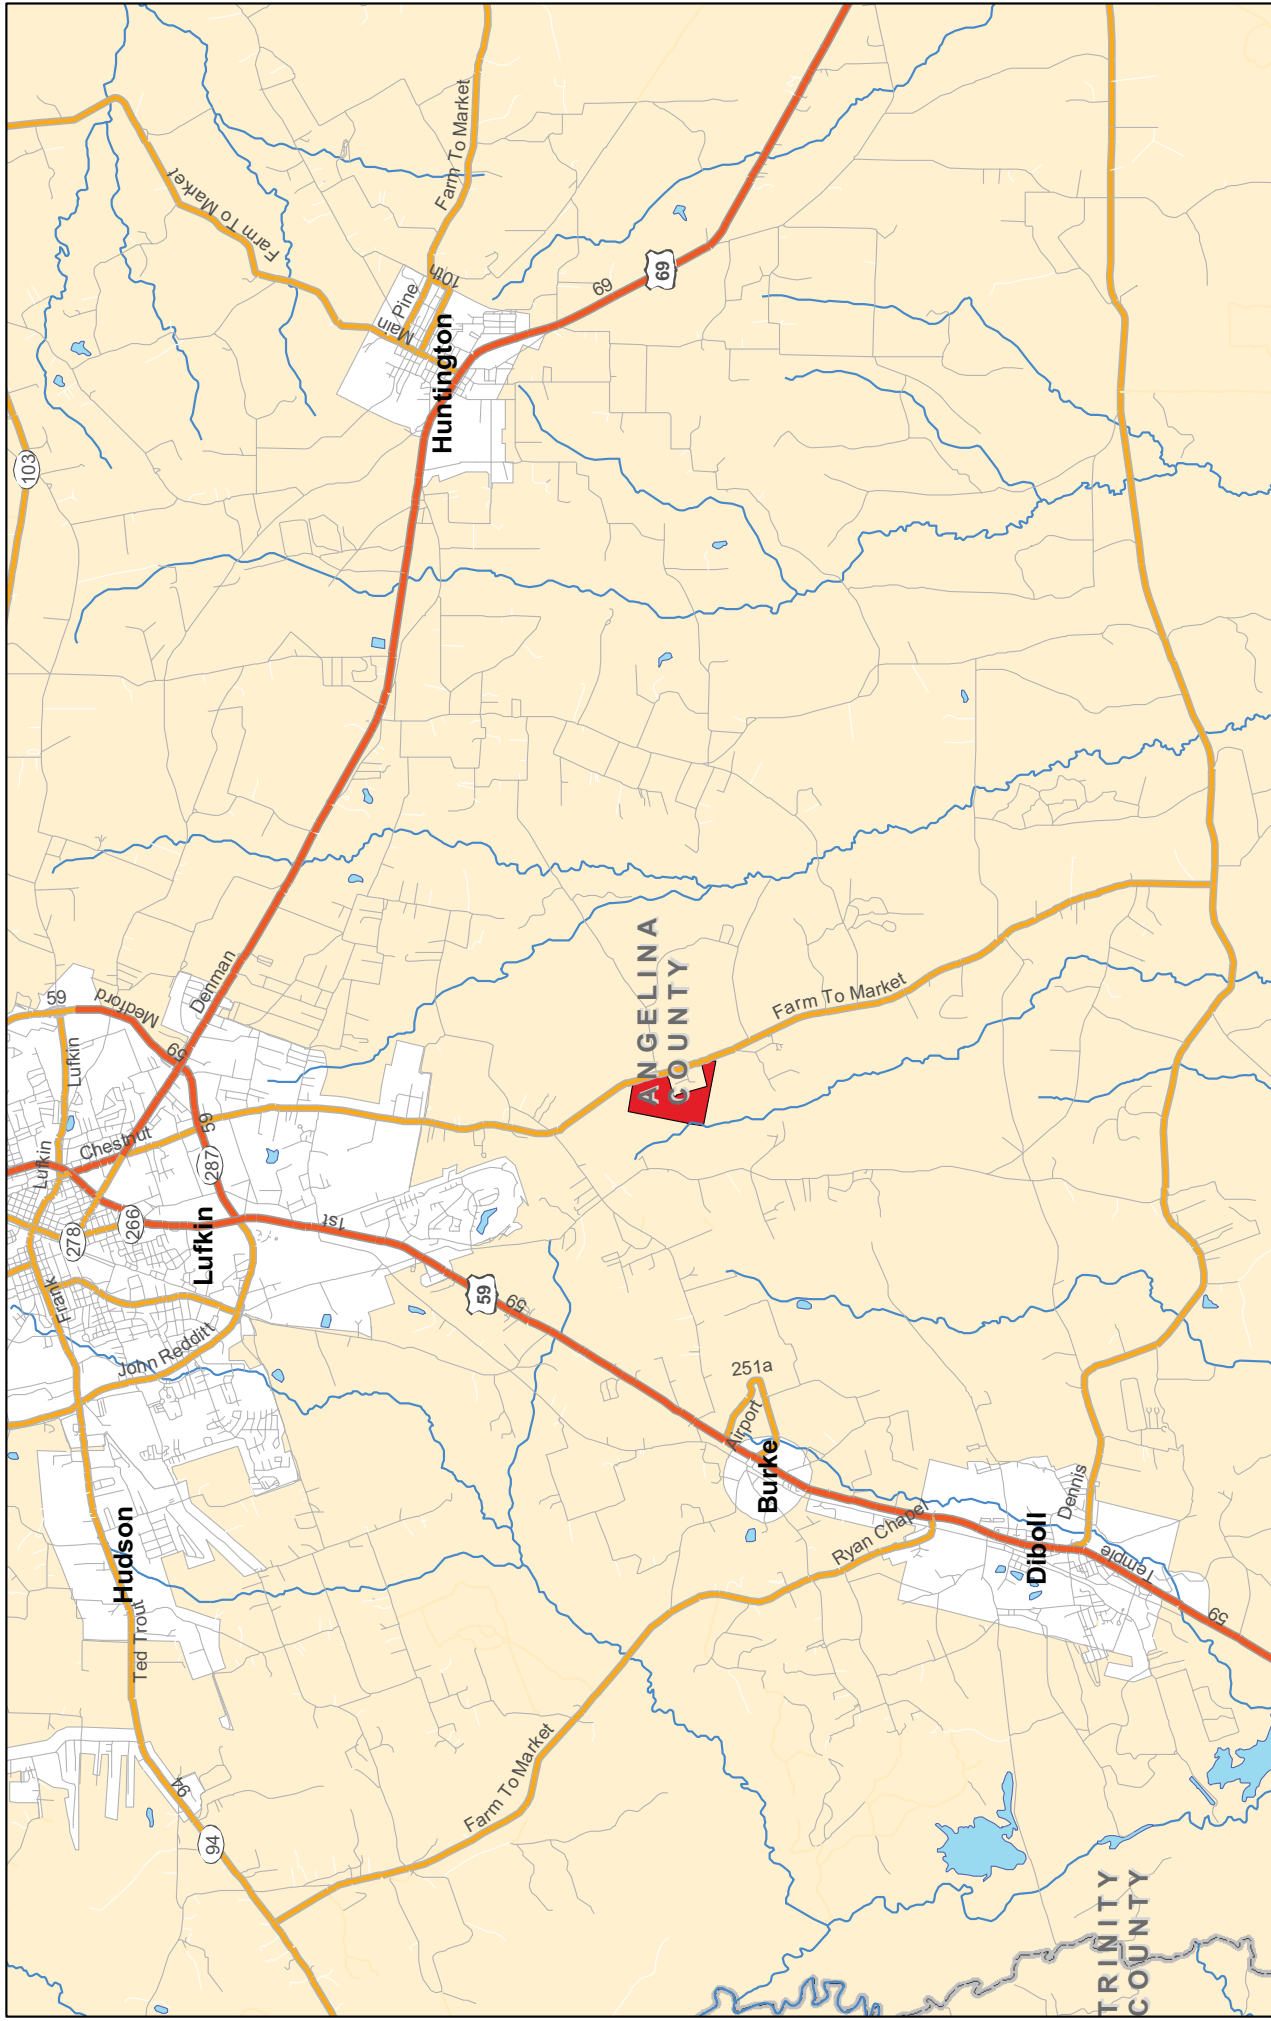 103
Lufkin
59
Frank
Lufkin
278
Chestnut
Hudson
Medford
266
Ted Trout
John Redditt
59
94
Lufkin
59
94
287
Denman
Farm To Market
1st
Main
Pine
Huntington
10th
Farm To Market
59
Farm To Market
59
69
69
ANGELINA
COUNTY
Airport
251a
Burke
Farm To Market
Ryan Chapel
Diboll
Dennis
TRINITY
COUNTY
Temple
59